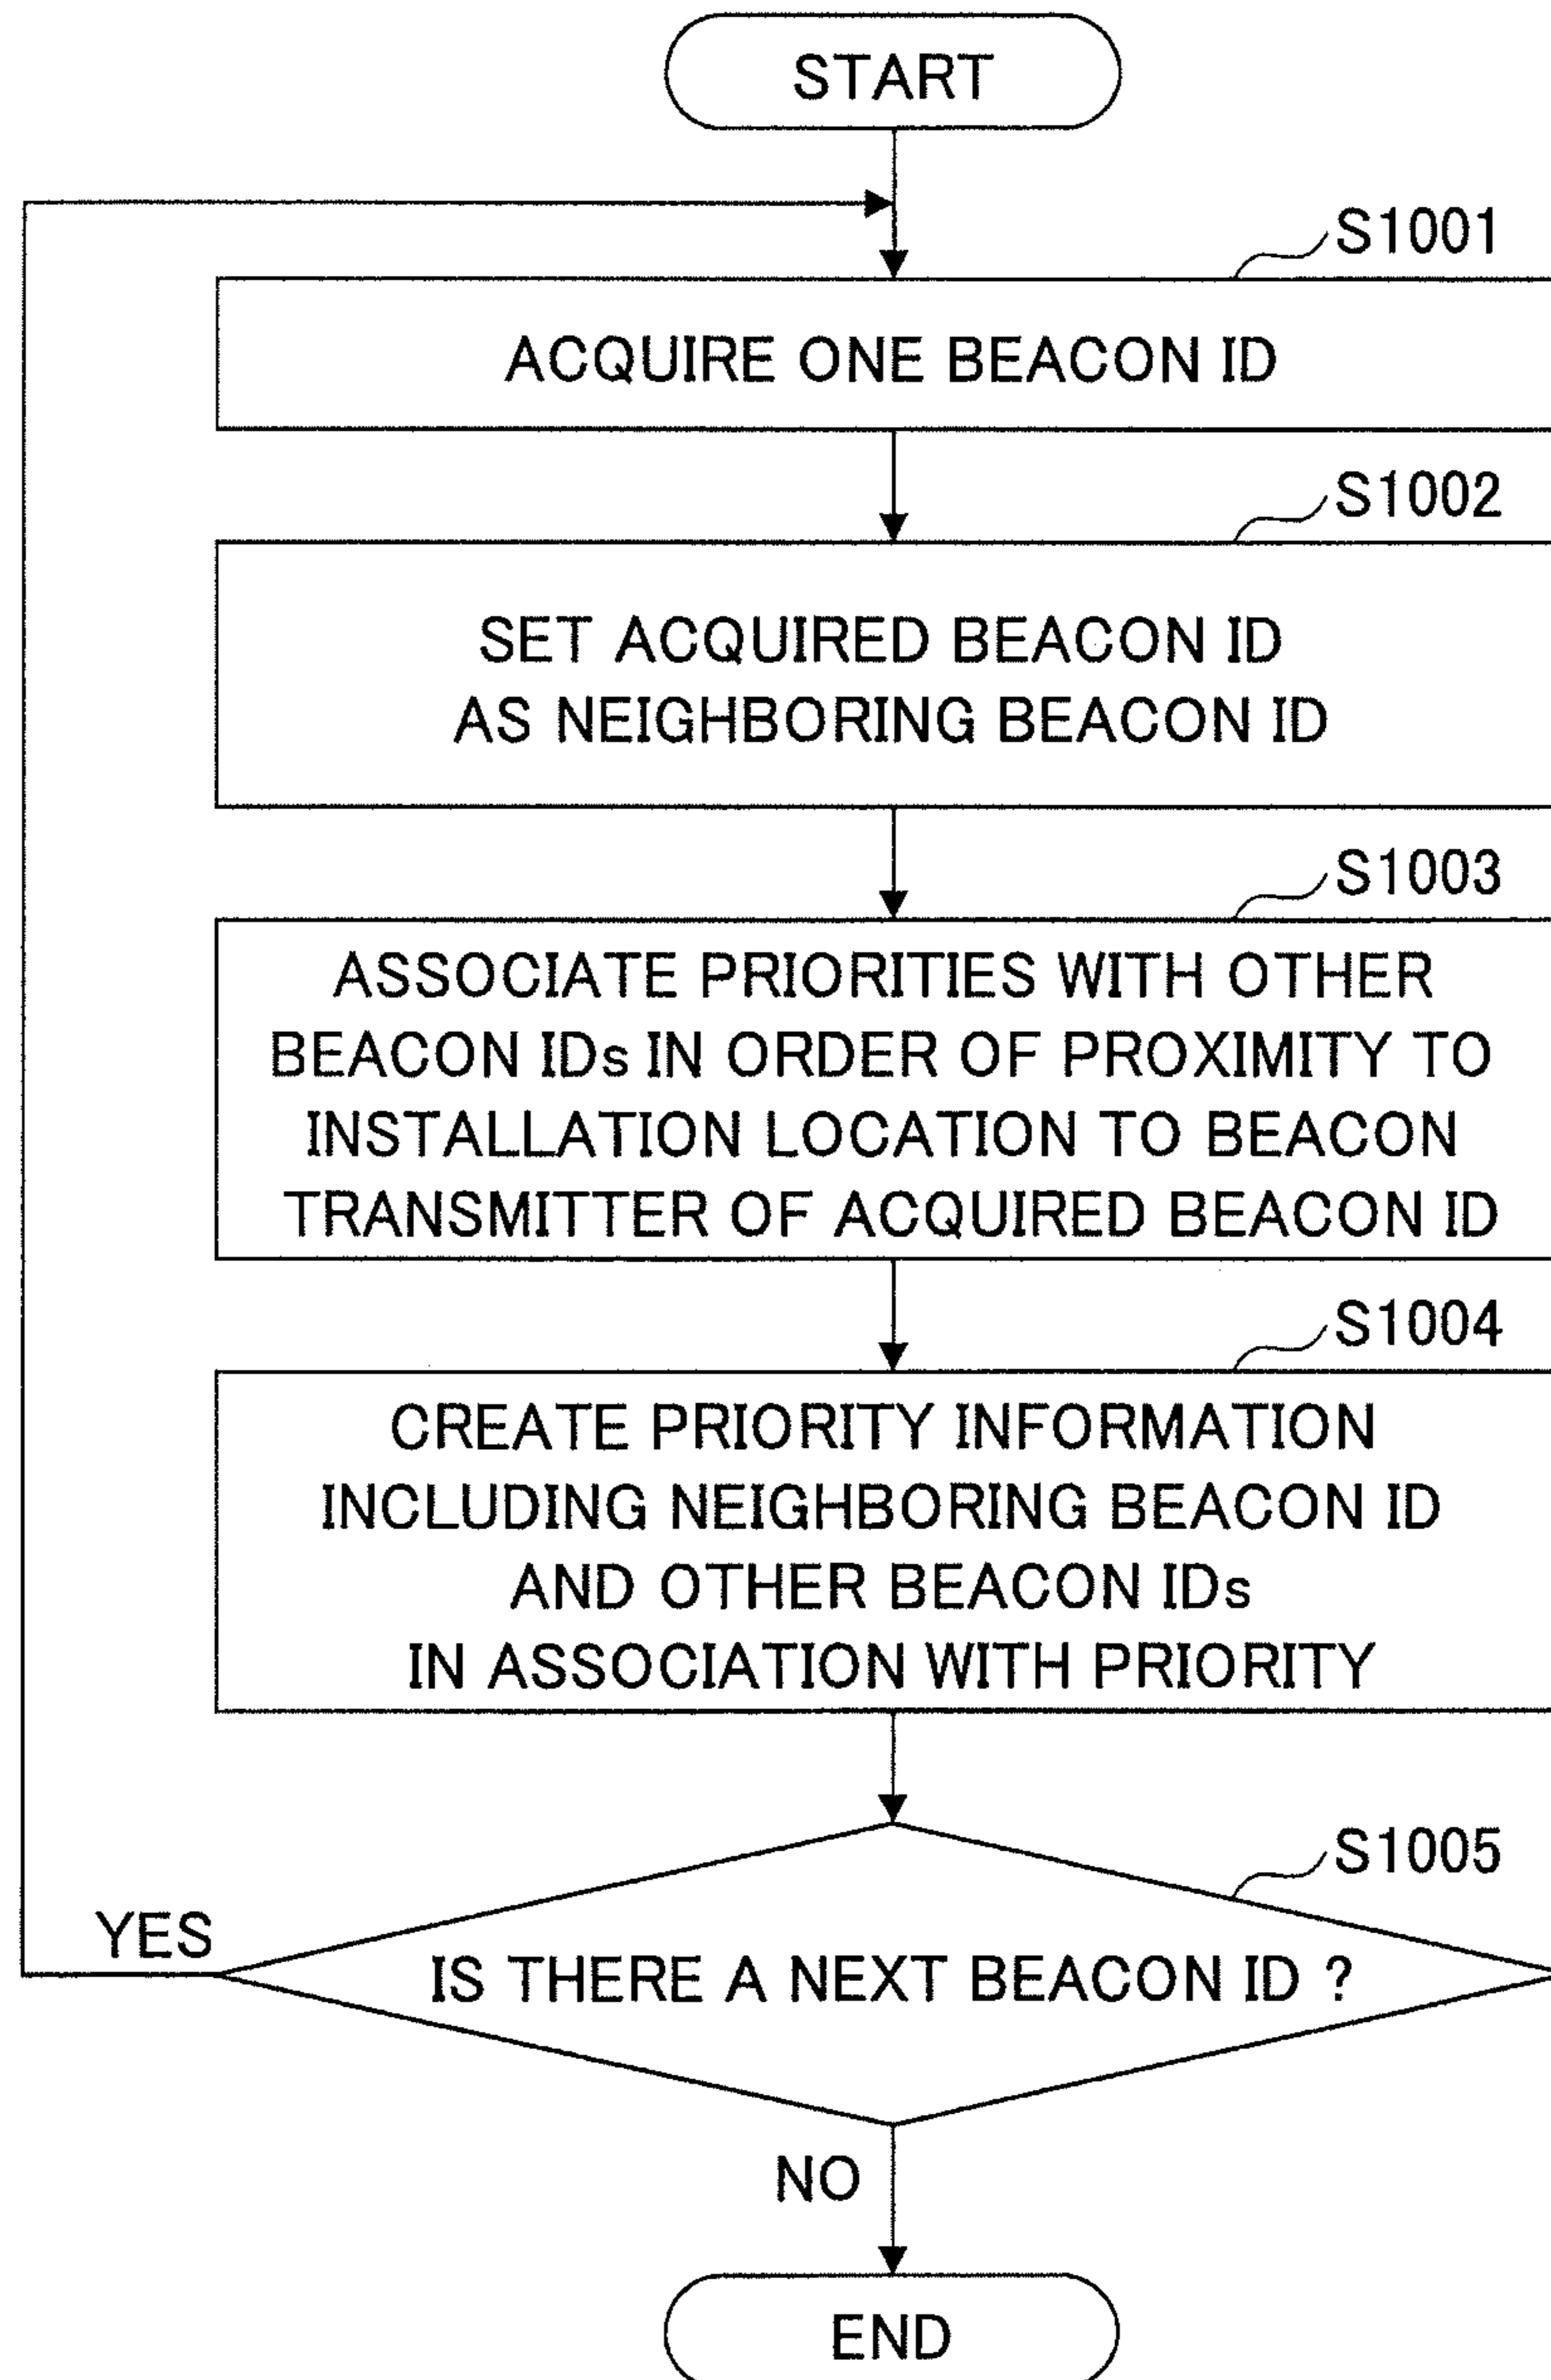 START
S1001
ACQUIRE ONE BEACON ID
S1002
SET ACQUIRED BEACON ID
AS NEIGHBORING BEACON ID
S1003
ASSOCIATE PRIORITIES WITH OTHER
BEACON IDs IN ORDER OF PROXIMITY TO
INSTALLATION LOCATION TO BEACON
TRANSMITTER OF ACQUIRED BEACON ID
S1004
CREATE PRIORITY INFORMATION
INCLUDING NEIGHBORING BEACON ID
AND OTHER BEACON IDs
IN ASSOCIATION WITH PRIORITY
S1005
YES
IS THERE A NEXT BEACON ID ?
NO
END